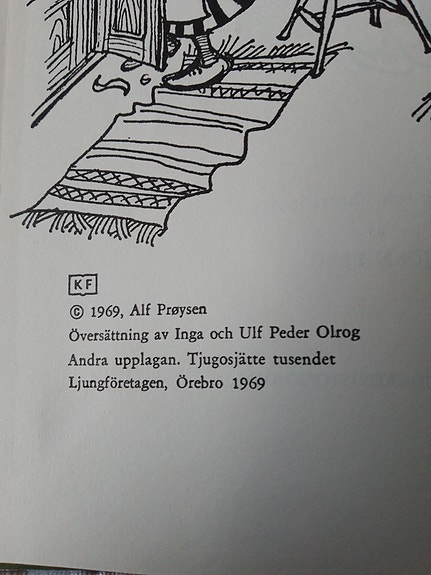 KF
© 1969, Alf Prøysen
Översättning av Inga och Ulf Peder Olrog
Andra upplagan. Tjugosjätte tusendet
Ljungföretagen, Örebro 1969